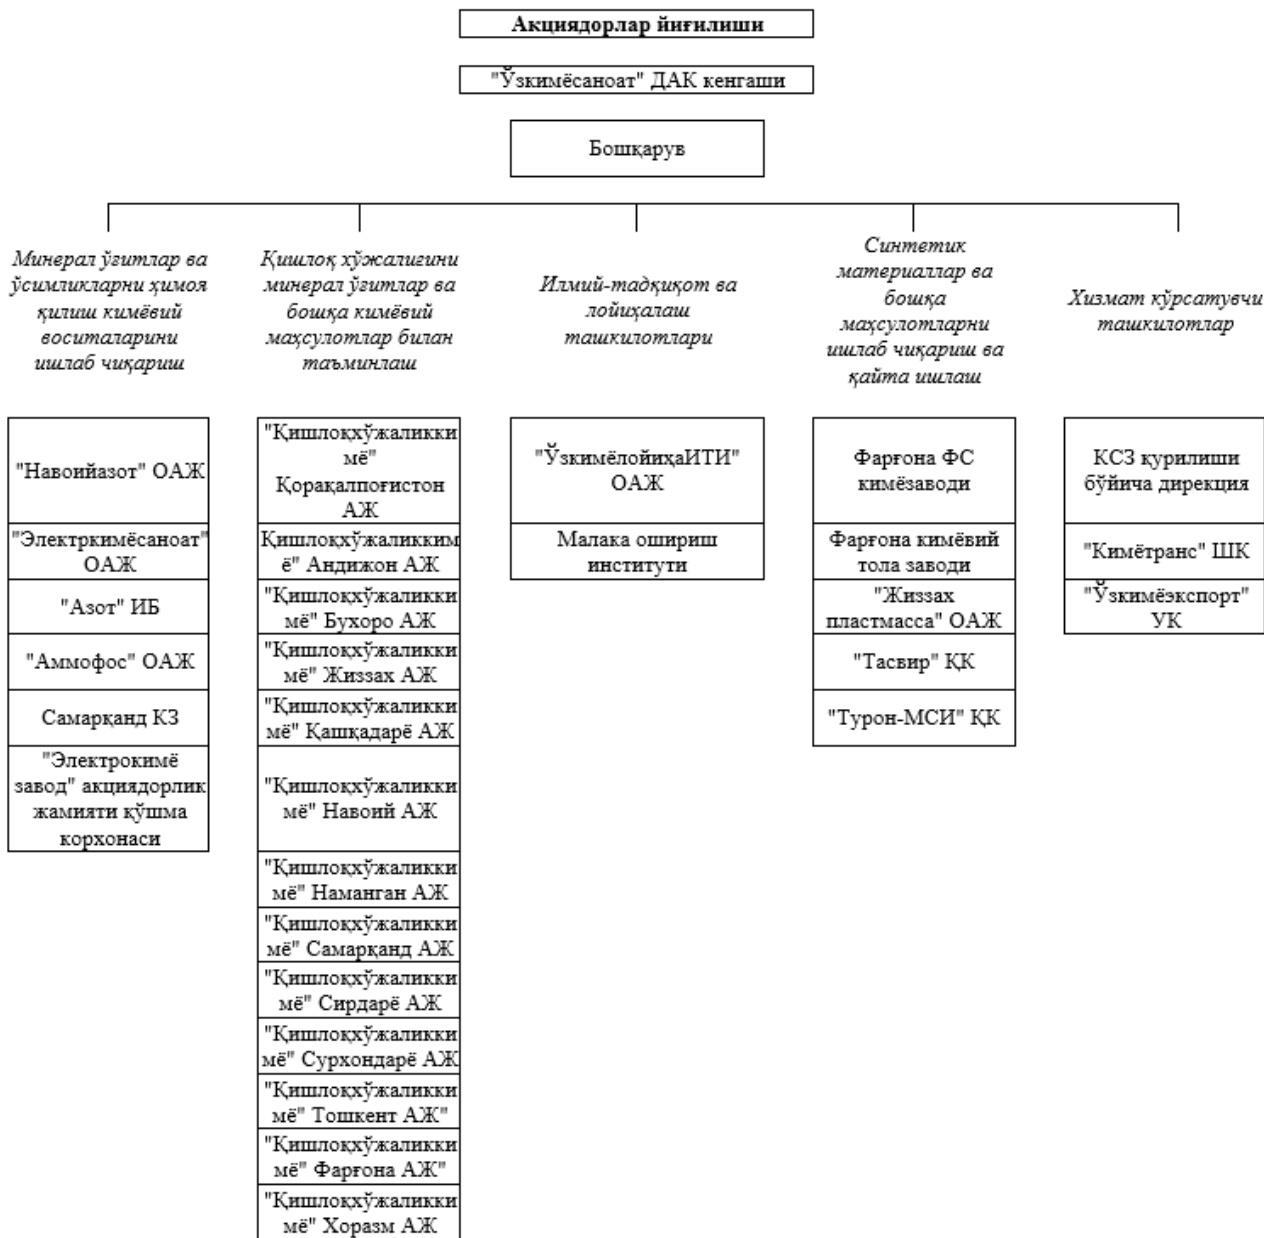 Акциядорлар йиғилиши
"Ўзкимёсаноат" ДАК кенгаши
Бошқарув
Минерал ўғитлар ва
ўсимликларни ҳимоя
қилиш кимёвий
воситаларини
ишлаб чиқариш
Қишлоқ хўжалигини
минерал ўғитлар ва
бошқа кимёвий
маҳсулотлар билан
таъминлаш
Илмий-тадқиқот ва
лойиҳалаш
ташкилотлари
Синтетик
материаллар ва
бошқа
маҳсулотларни
ишлаб чиқариш ва
қайта ишлаш
Хизмат кўрсатувчи
ташкилотлар
"Навоийазот" ОАЖ
"Электркимёсаноат"
ОАЖ
"Азот" ИБ
"Аммофос" ОАЖ
Самарқанд КЗ
"Электрокимё
завод" акциядорлик
жамияти қўшма
корхонаси
"Қишлоқхўжаликки
мё"
Қорақалпоғистон
АЖ
Қишлоқхўжаликким
ё" Андижон АЖ
"Қишлоқхўжаликки
мё" Бухоро АЖ
"Қишлоқхўжаликки
мё" Жиззах АЖ
"Қишлоқхўжаликки
мё" Қашқадарё АЖ
"Қишлоқхўжаликки
мё" Навоий АЖ
"Қишлоқхўжаликки
мё" Наманган АЖ
"Қишлоқхўжаликки
мё" Самарқанд АЖ
"Қишлоқхўжаликки
мё" Сирдарё АЖ
"Қишлоқхўжаликки
мё" Сурхондарё АЖ
"Қишлоқхўжаликки
мё" Тошкент АЖ"
"Қишлоқхўжаликки
мё" Фарғона АЖ"
"Қишлоқхўжаликки
мё" Хоразм АЖ
"ЎзкимёлойиҳаИТИ"
ОАЖ
Малака ошириш
институти
Фарғона ФС
кимёзаводи
Фарғона кимёвий
тола заводи
"Жиззах
пластмасса" ОАЖ
"Тасвир" ҚК
"Турон-МСИ" ҚК
КСЗ қурилиши
бўйича дирекция
"Кимётранс" ШК
"Ўзкимёэкспорт"
УК